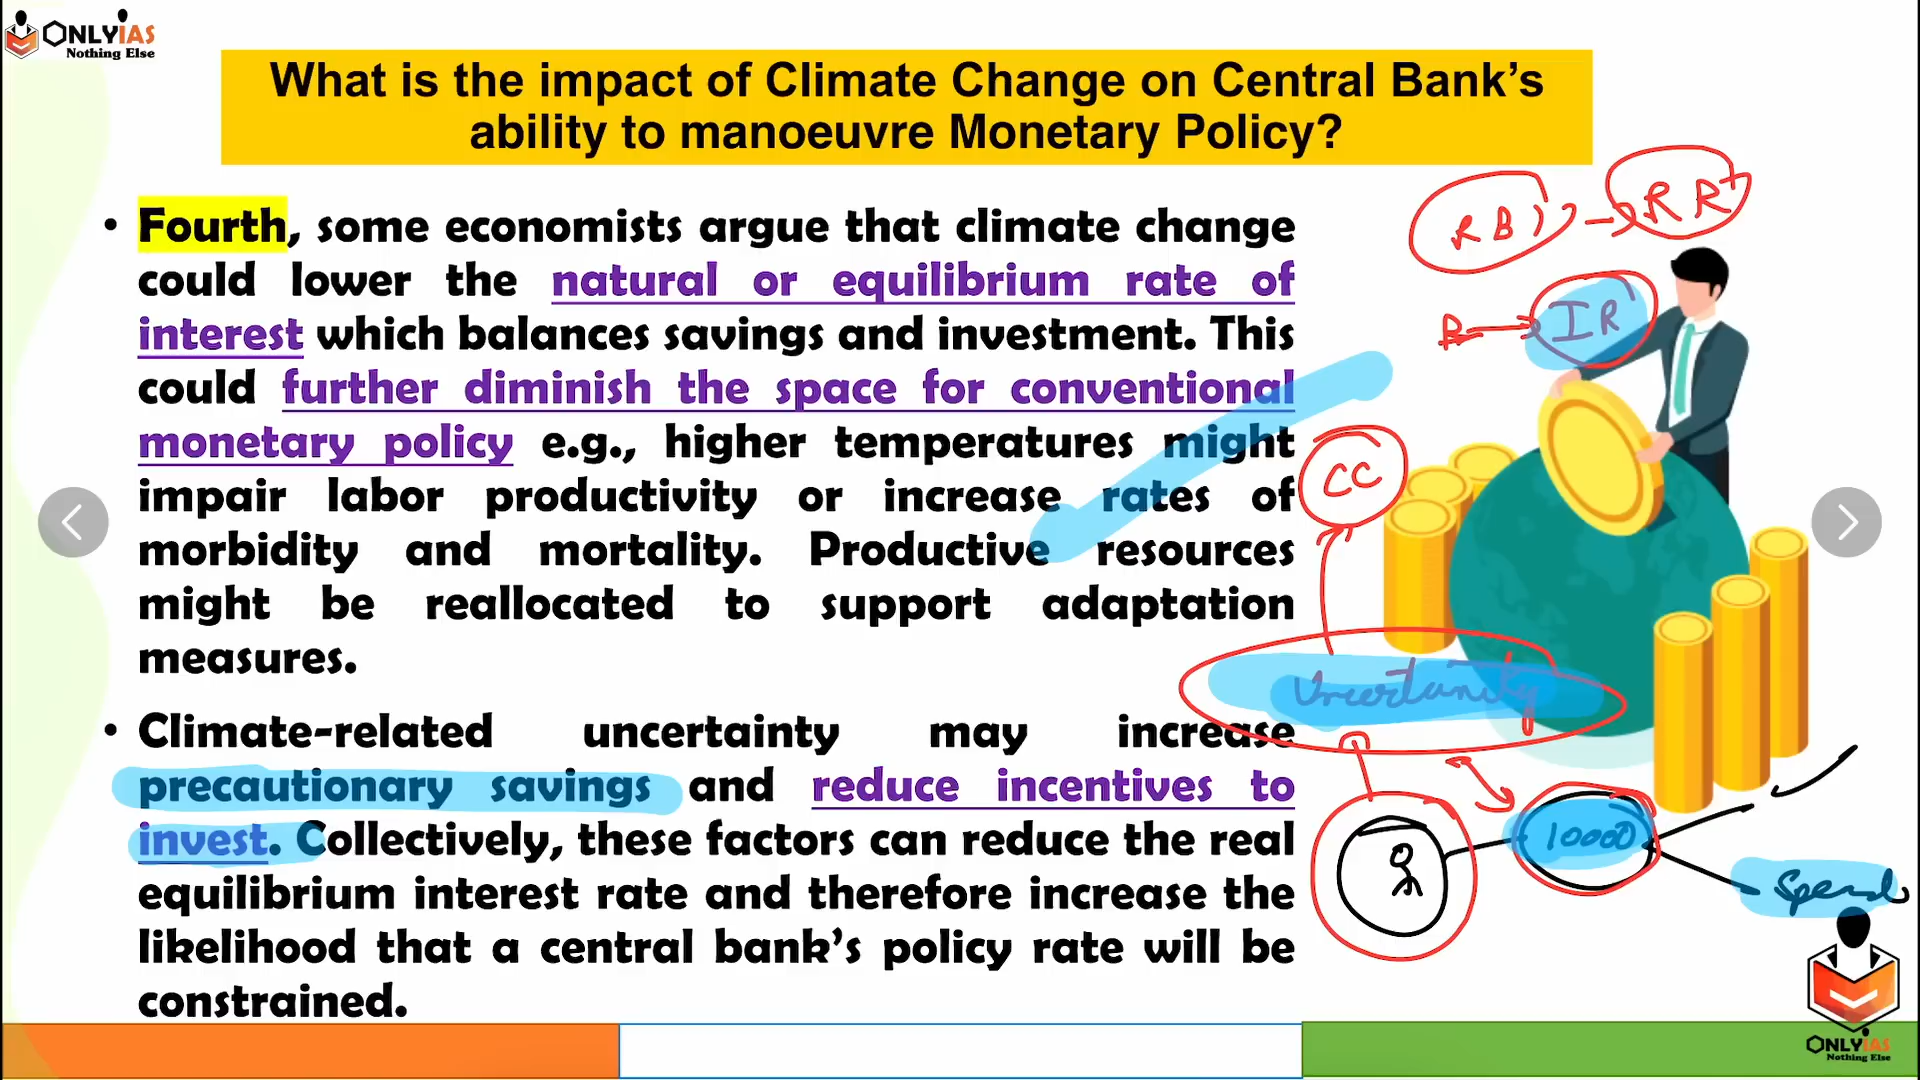 ONLYIAS
Nothing Else
What is the impact of Climate Change on Central Bank's
ability to manoeuvre Monetary Policy?
• Fourth, some economists argue that climate change
could lower the natural or equilibrium rate of
interest which balances savings and investment. This
could further diminish the space for conventional
monetary policy e.g., higher temperatures might
impair labor productivity or increase rates of
morbidity and mortality. Productive resources
might be reallocated to support adaptation
measures.
• Climate-related uncertainty may increase
precautionary savings and reduce incentives to
invest. Collectively, these factors can reduce the real
equilibrium interest rate and therefore increase the
likelihood that a central bank's policy rate will be
constrained.
RBI
RR
IR
CC
Uncertunity
10000
Spend
ONLYIAS
Nothing Else